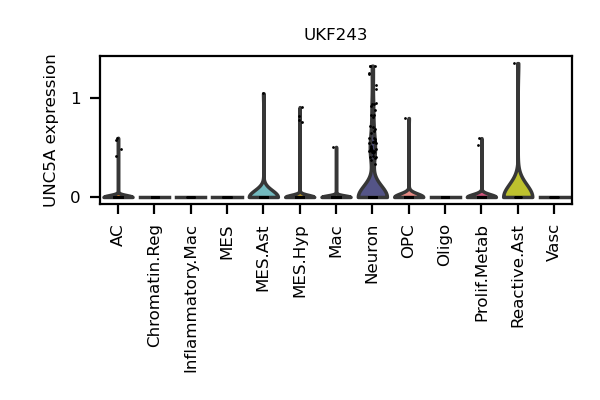 UKF243
UNC5A expression
1
0
AC
Chromatin.Reg
Inflammatory.Mac
MES
MES.Ast
MES.Hyp
Mac
Neuron
OPC
Oligo
Prolif.Metab
Reactive.Ast
Vasc